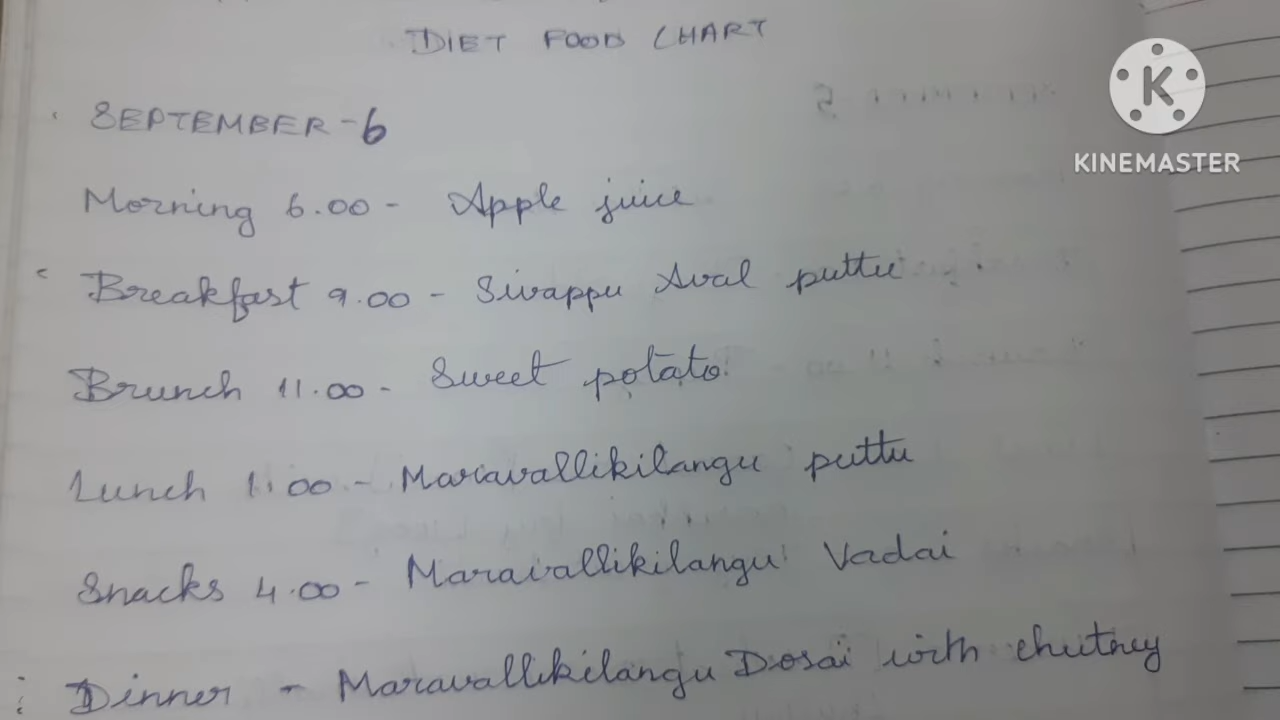 DIET FOOD CHART
SEPTEMBER - 6
Morning 6.00 - Apple juice
Breakfast 9.00 - Sivappu Aval puttu
Brunch 11.00 - Sweet potato
Lunch 1.00 - Maravallikilangu puttu
Snacks 4.00 - Maravallikilangu Vadai
Dinner - Maravallikilangu Dosai with chutney
KINEMASTER